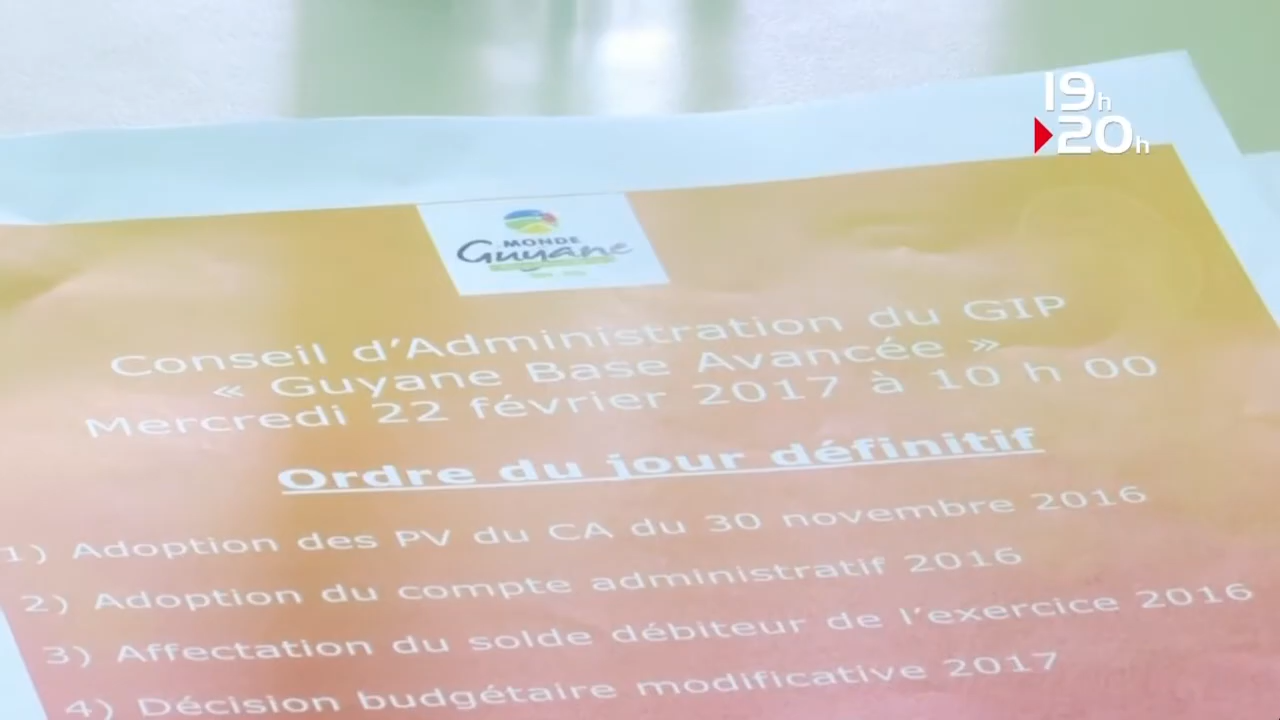 19h
20h
MONDE
Guyane
Conseil d'Administration du GIP
« Guyane Base Avancée »
Mercredi 22 février 2017 à 10 h 00
Ordre du jour définitif
1) Adoption des PV du CA du 30 novembre 2016
2) Adoption du compte administratif 2016
3) Affectation du solde débiteur de l'exercice 2016
4) Décision budgétaire modificative 2017